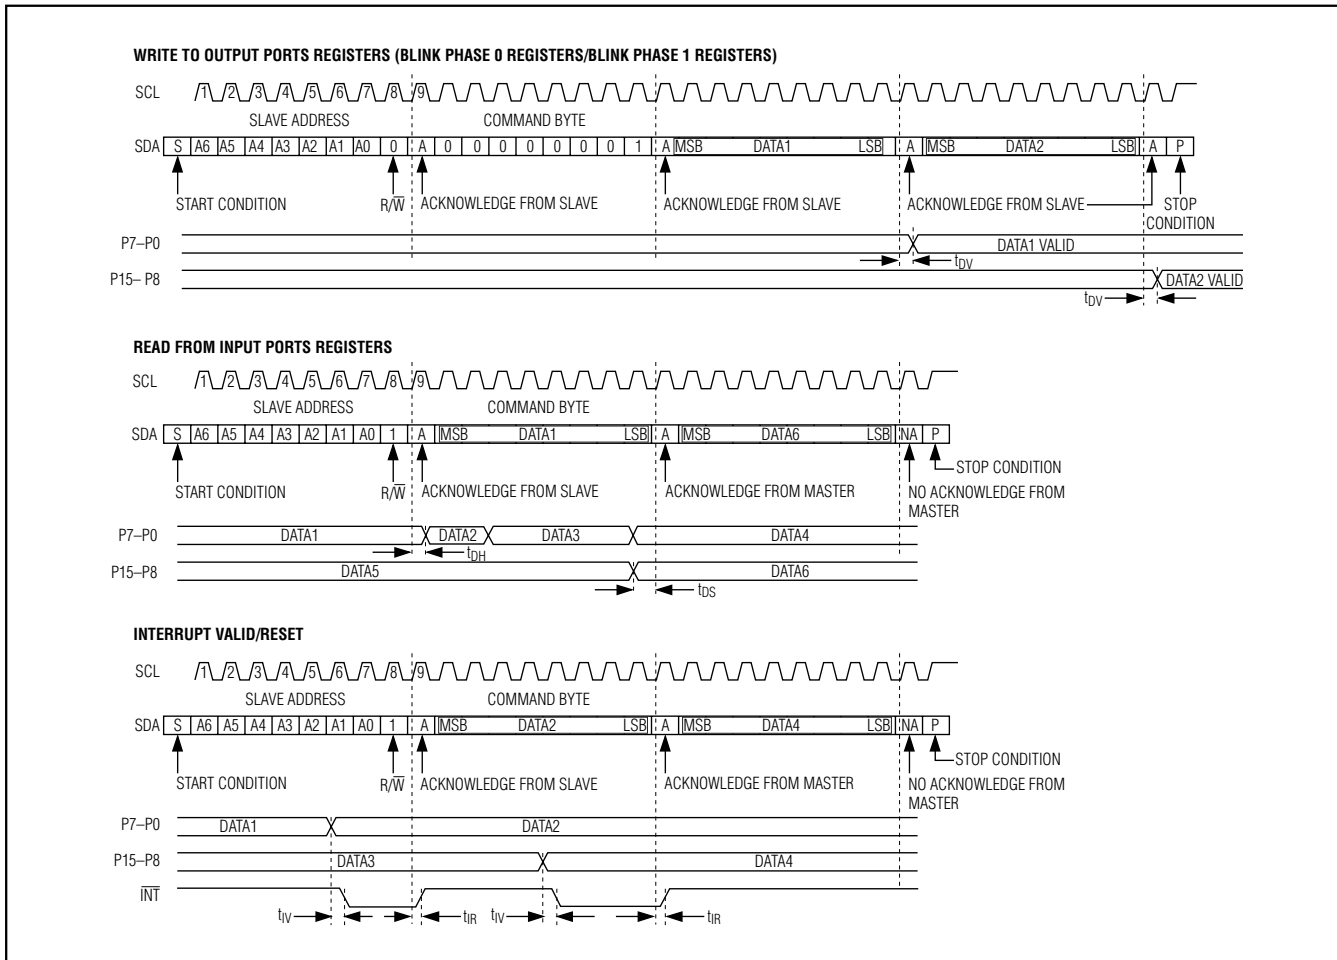 WRITE TO OUTPUT PORTS REGISTERS (BLINK PHASE 0 REGISTERS/BLINK PHASE 1 REGISTERS)
SCL 1 2 3 4 5 6 7 8 9
SLAVE ADDRESS COMMAND BYTE
SDA S A6 A5 A4 A3 A2 A1 A0 0 A 0 0 0 0 0 0 0 1 A MSB DATA1 LSB A MSB DATA2 LSB A P
START CONDITION R/W̅ ACKNOWLEDGE FROM SLAVE ACKNOWLEDGE FROM SLAVE ACKNOWLEDGE FROM SLAVE STOP CONDITION
P7–P0 DATA1 VALID
tDV
P15– P8 DATA2 VALID
tDV
READ FROM INPUT PORTS REGISTERS
SCL 1 2 3 4 5 6 7 8 9
SLAVE ADDRESS COMMAND BYTE
SDA S A6 A5 A4 A3 A2 A1 A0 1 A MSB DATA1 LSB A MSB DATA6 LSB NA P
STOP CONDITION
START CONDITION R/W̅ ACKNOWLEDGE FROM SLAVE ACKNOWLEDGE FROM MASTER NO ACKNOWLEDGE FROM MASTER
P7–P0 DATA1 DATA2 DATA3 DATA4
tDH
P15–P8 DATA5 DATA6
tDS
INTERRUPT VALID/RESET
SCL 1 2 3 4 5 6 7 8 9
SLAVE ADDRESS COMMAND BYTE
SDA S A6 A5 A4 A3 A2 A1 A0 1 A MSB DATA2 LSB A MSB DATA4 LSB NA P
STOP CONDITION
START CONDITION R/W̅ ACKNOWLEDGE FROM SLAVE ACKNOWLEDGE FROM MASTER NO ACKNOWLEDGE FROM MASTER
P7–P0 DATA1 DATA2
P15–P8 DATA3 DATA4
I̅N̅T̅
tIV tIR tIV tIR